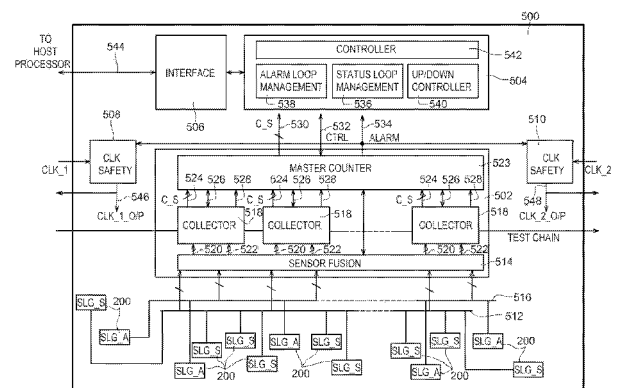 500
TO HOST PROCESSOR
544
INTERFACE
506
CONTROLLER
542
504
ALARM LOOP MANAGEMENT
538
STATUS LOOP MANAGEMENT
536
UP/DOWN CONTROLLER
540
508
C_S
530
532
CTRL
534
ALARM
510
CLK_1
CLK SAFETY
CLK SAFETY
CLK_2
MASTER COUNTER
523
524
526
528
524
526
528
524
526
528
546
CLK_1_O/P
C_S
C_S
C_S
502
548
CLK_2_O/P
COLLECTOR
518
COLLECTOR
518
COLLECTOR
518
TEST CHAIN
520
522
520
522
520
522
SENSOR FUSION
514
516
512
SLG_S
200
SLG_A
SLG_S
SLG_S
SLG_A
SLG_S
200
SLG_A
SLG_S
SLG_S
200
SLG_S
SLG_S
SLG_A
200
SLG_A
200
SLG_S